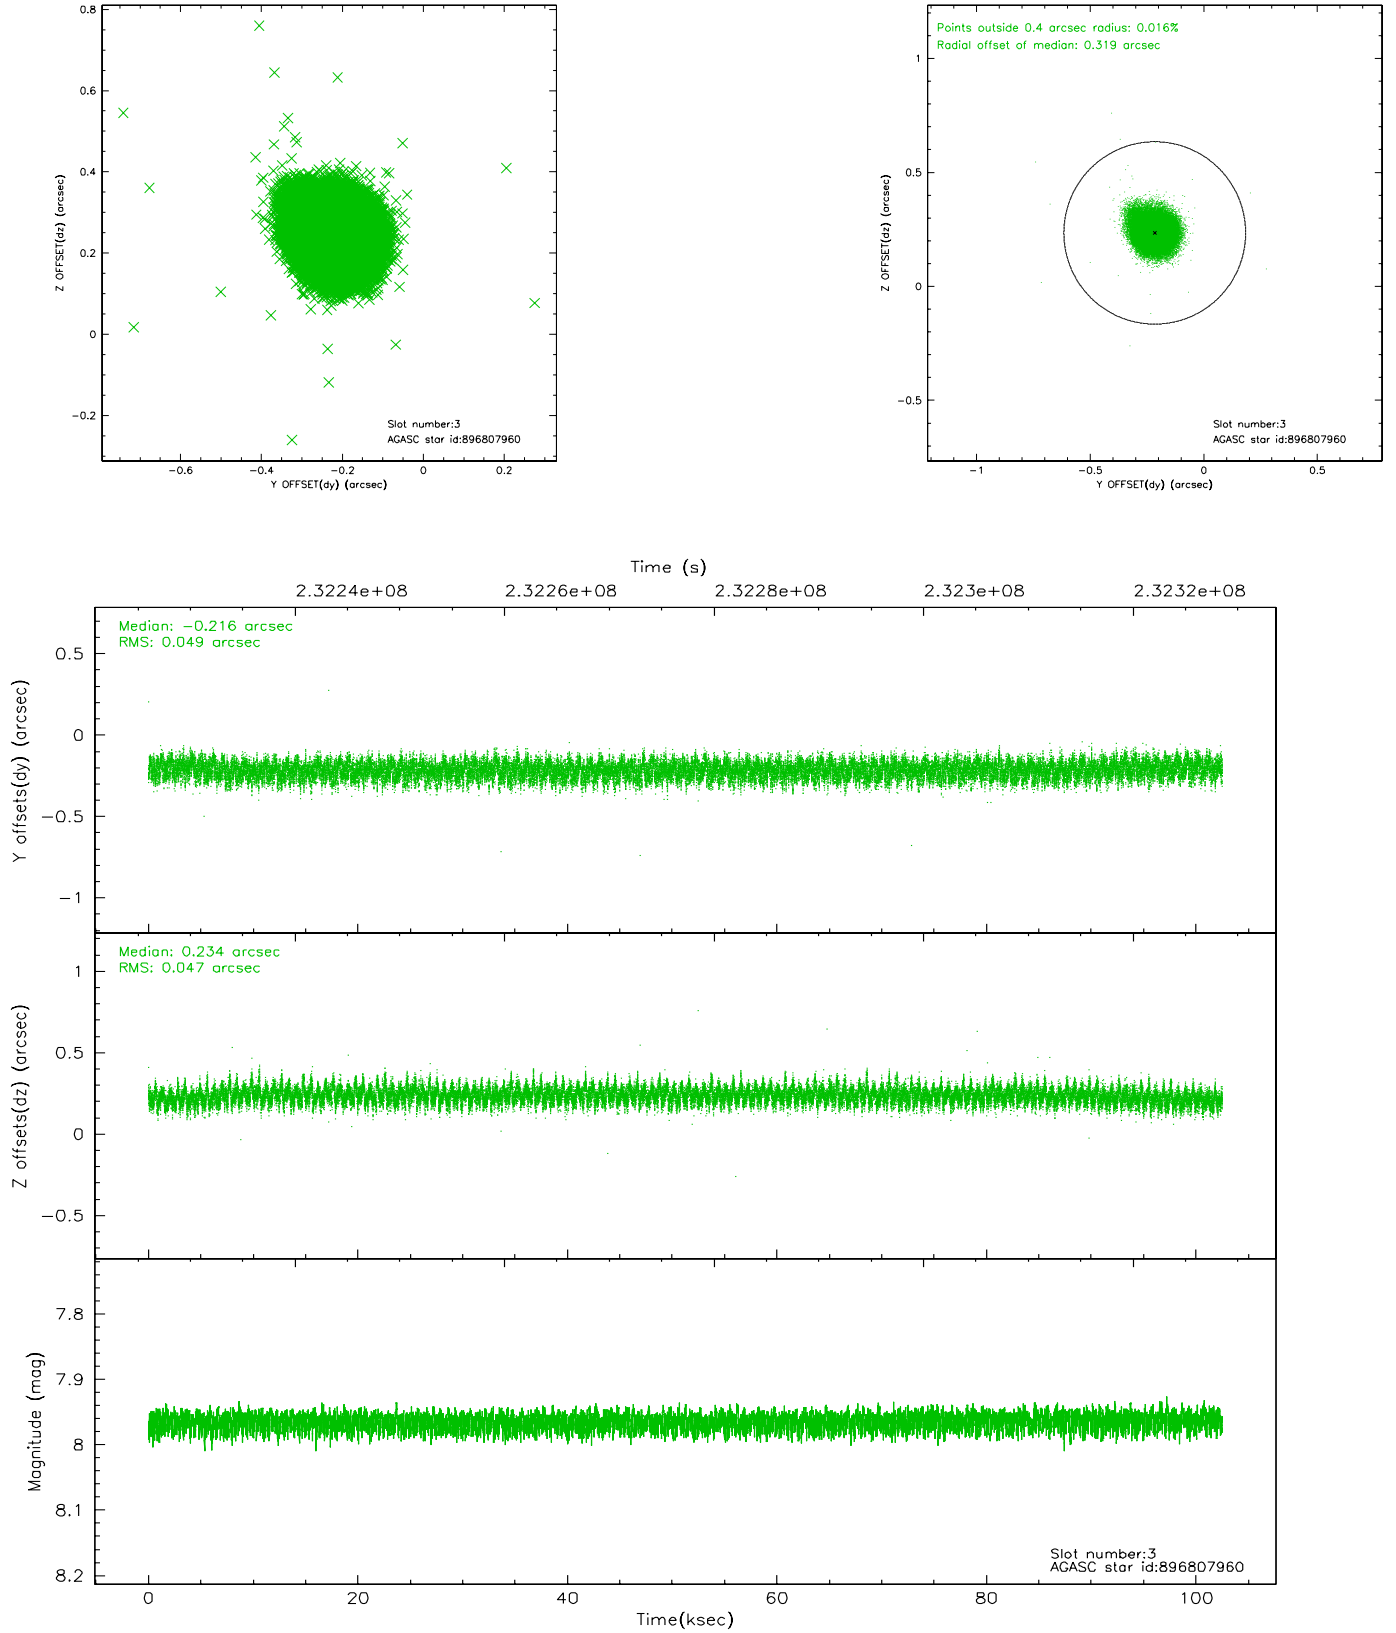 0.8
0.6
0.4
0.2
0
−0.2
Z OFFSET(dz) (arcsec)
−0.6 −0.4 −0.2 0 0.2
Y OFFSET(dy) (arcsec)
Slot number:3
AGASC star id:896807960
Points outside 0.4 arcsec radius: 0.016%
Radial offset of median: 0.319 arcsec
1
0.5
0
−0.5
Z OFFSET(dz) (arcsec)
−1 −0.5 0 0.5
Y OFFSET(dy) (arcsec)
Slot number:3
AGASC star id:896807960
Time (s)
2.3224e+08 2.3226e+08 2.3228e+08 2.323e+08 2.3232e+08
Median: −0.216 arcsec
RMS: 0.049 arcsec
0.5
0
−0.5
−1
Y offsets(dy) (arcsec)
Median: 0.234 arcsec
RMS: 0.047 arcsec
1
0.5
0
−0.5
Z offsets(dz) (arcsec)
7.8
7.9
8
8.1
8.2
Magnitude (mag)
Slot number:3
AGASC star id:896807960
0 20 40 60 80 100
Time(ksec)